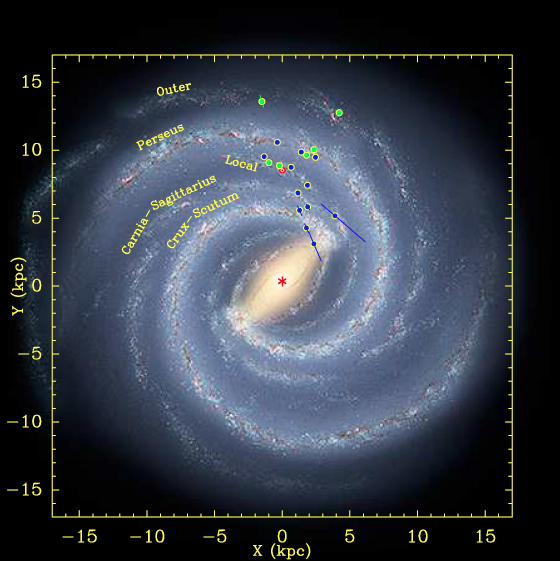 15
Outer
Perseus
10
Local
Carnia-Sagittarius
Crux-Scutum
5
Y (kpc)
0
−5
−10
−15
−15 −10 −5 0 5 10 15
X (kpc)